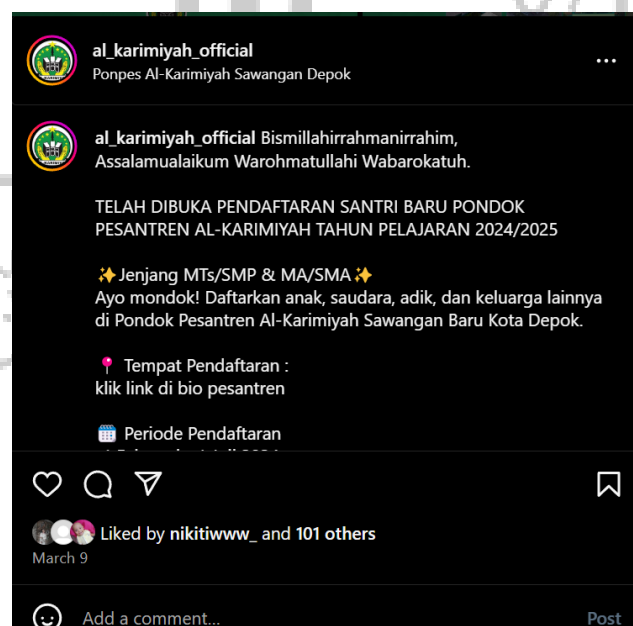 al_karimiyah_official
Ponpes Al-Karimiyah Sawangan Depok
al_karimiyah_official Bismillahirrahmanirrahim,
Assalamualaikum Warohmatullahi Wabarokatuh.
TELAH DIBUKA PENDAFTARAN SANTRI BARU PONDOK
PESANTREN AL-KARIMIYAH TAHUN PELAJARAN 2024/2025
✨Jenjang MTs/SMP & MA/SMA✨
Ayo mondok! Daftarkan anak, saudara, adik, dan keluarga lainnya
di Pondok Pesantren Al-Karimiyah Sawangan Baru Kota Depok.
📍 Tempat Pendaftaran :
klik link di bio pesantren
🗓️ Periode Pendaftaran
Liked by nikitiwww_ and 101 others
March 9
Add a comment...
Post